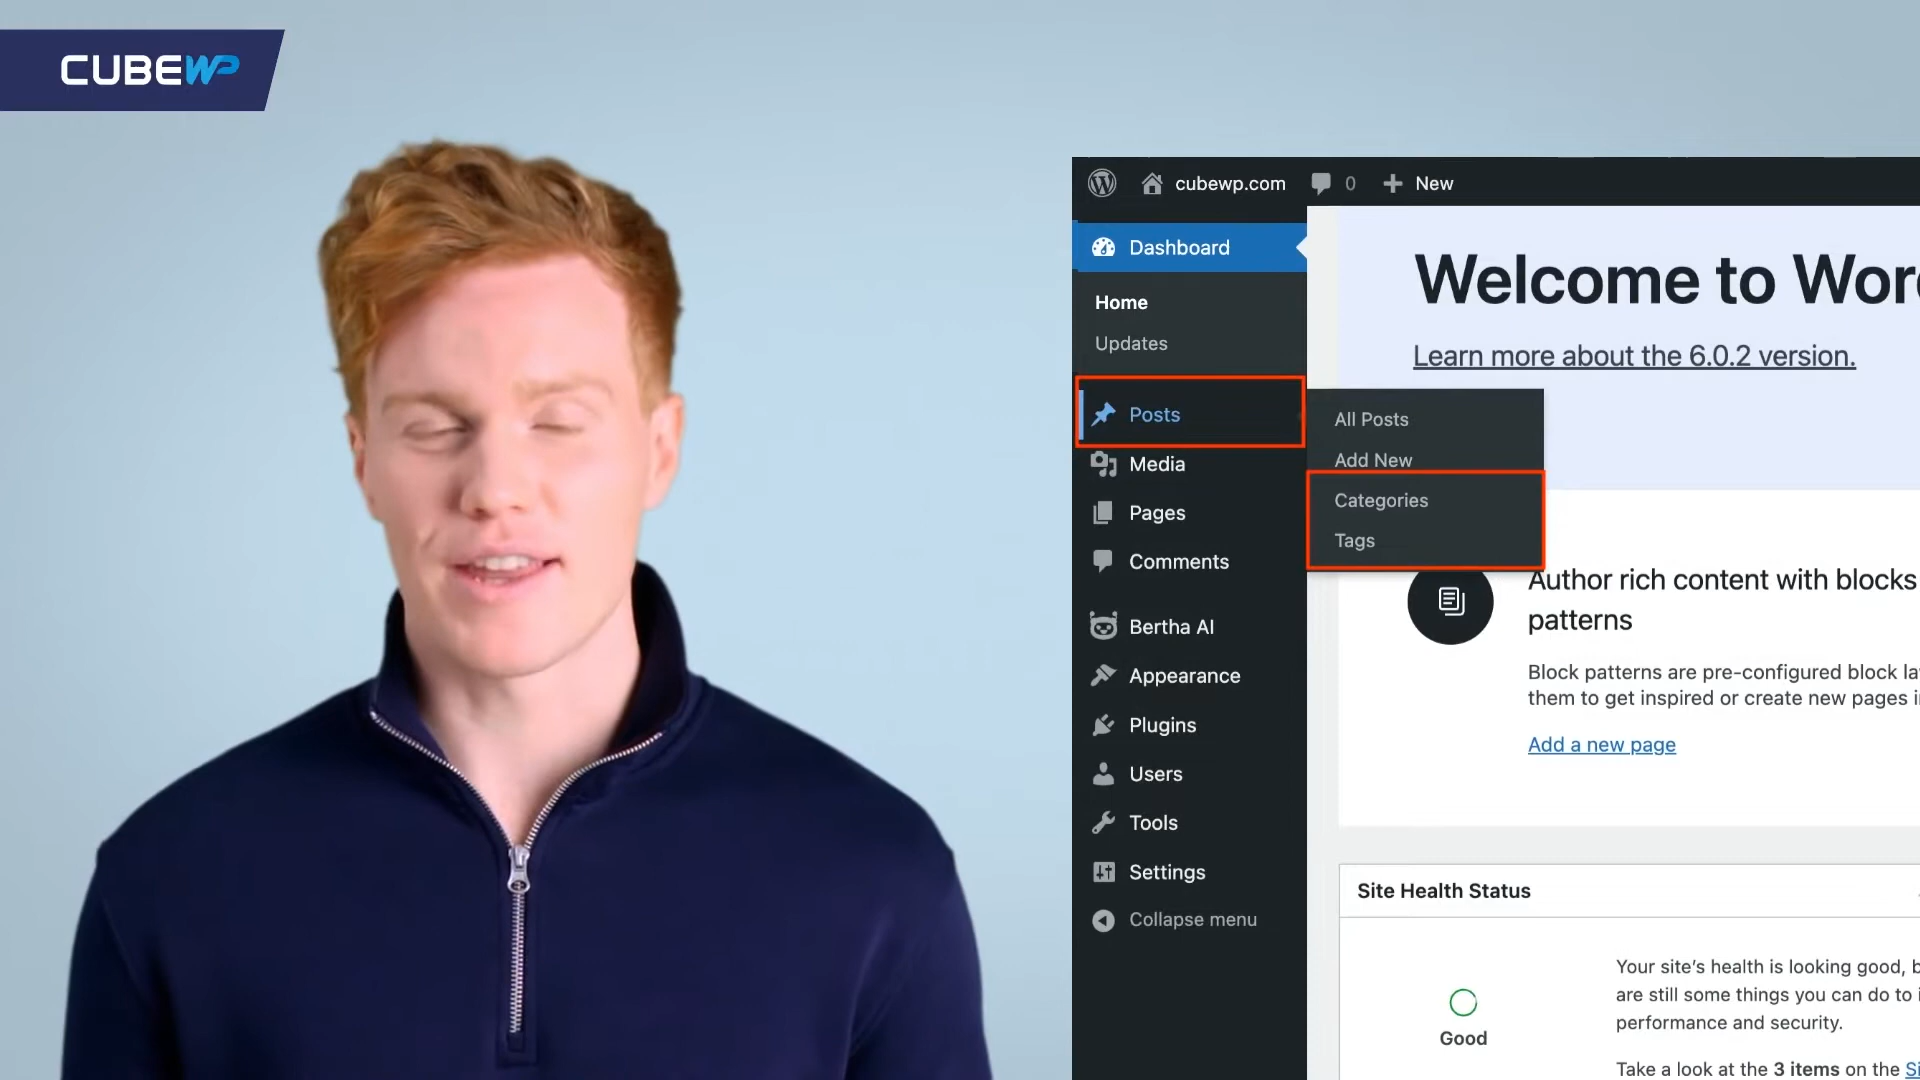 CUBEWP
cubewp.com
0
New
Dashboard
Home
Updates
Posts
Media
Pages
Comments
Bertha AI
Appearance
Plugins
Users
Tools
Settings
Collapse menu
All Posts
Add New
Categories
Tags
Welcome to
Learn more about the 6.0.2 version.
Author rich content with blocks
patterns
Block patterns are pre-configured block
them to get inspired or create new pages
Add a new page
Site Health Status
Good
Your site's health is looking good,
are still some things you can do to
performance and security.
Take a look at the 3 items on the